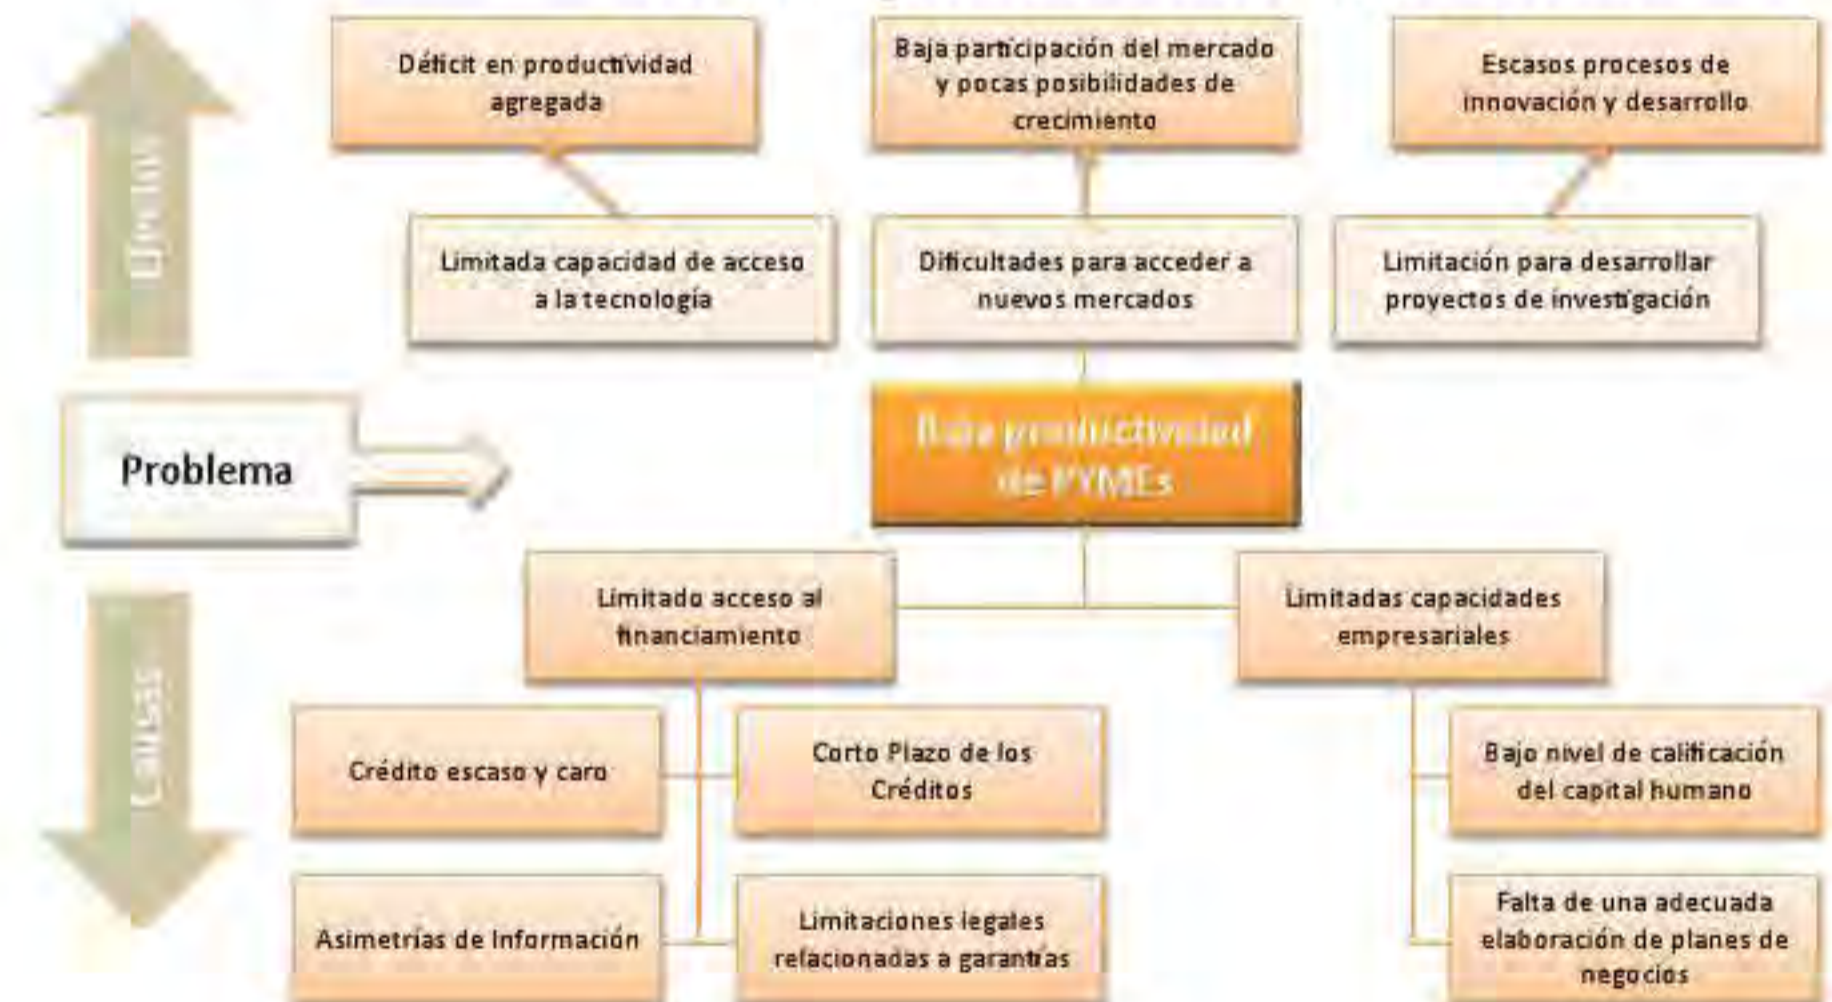 Déficit en productividad
agregada
Baja participación del mercado
y pocas posibilidades de
crecimiento
Escasos procesos de
innovación y desarrollo
Efectos
Limitada capacidad de acceso
a la tecnología
Dificultades para acceder a
nuevos mercados
Limitación para desarrollar
proyectos de investigación
Problema
Baja productividad
de PYMEs
Limitado acceso al
financiamiento
Limitadas capacidades
empresariales
Causas
Crédito escaso y caro
Corto Plazo de los
Créditos
Bajo nivel de calificación
del capital humano
Asimetrías de Información
Limitaciones legales
relacionadas a garantías
Falta de una adecuada
elaboración de planes de
negocios